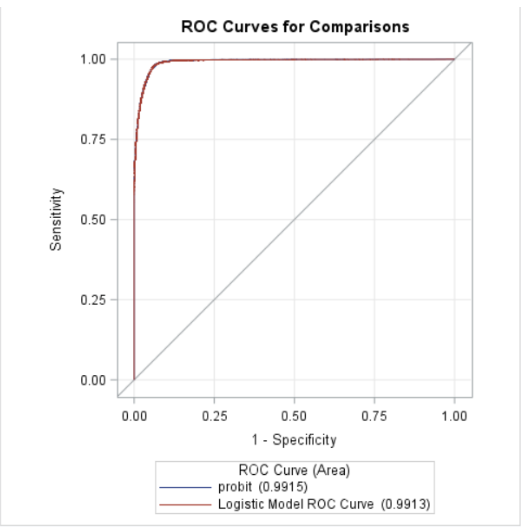 ROC Curves for Comparisons
1.00
0.75
0.50
0.25
0.00
Sensitivity
0.00 0.25 0.50 0.75 1.00
1 - Specificity
ROC Curve (Area)
probit (0.9915)
Logistic Model ROC Curve (0.9913)